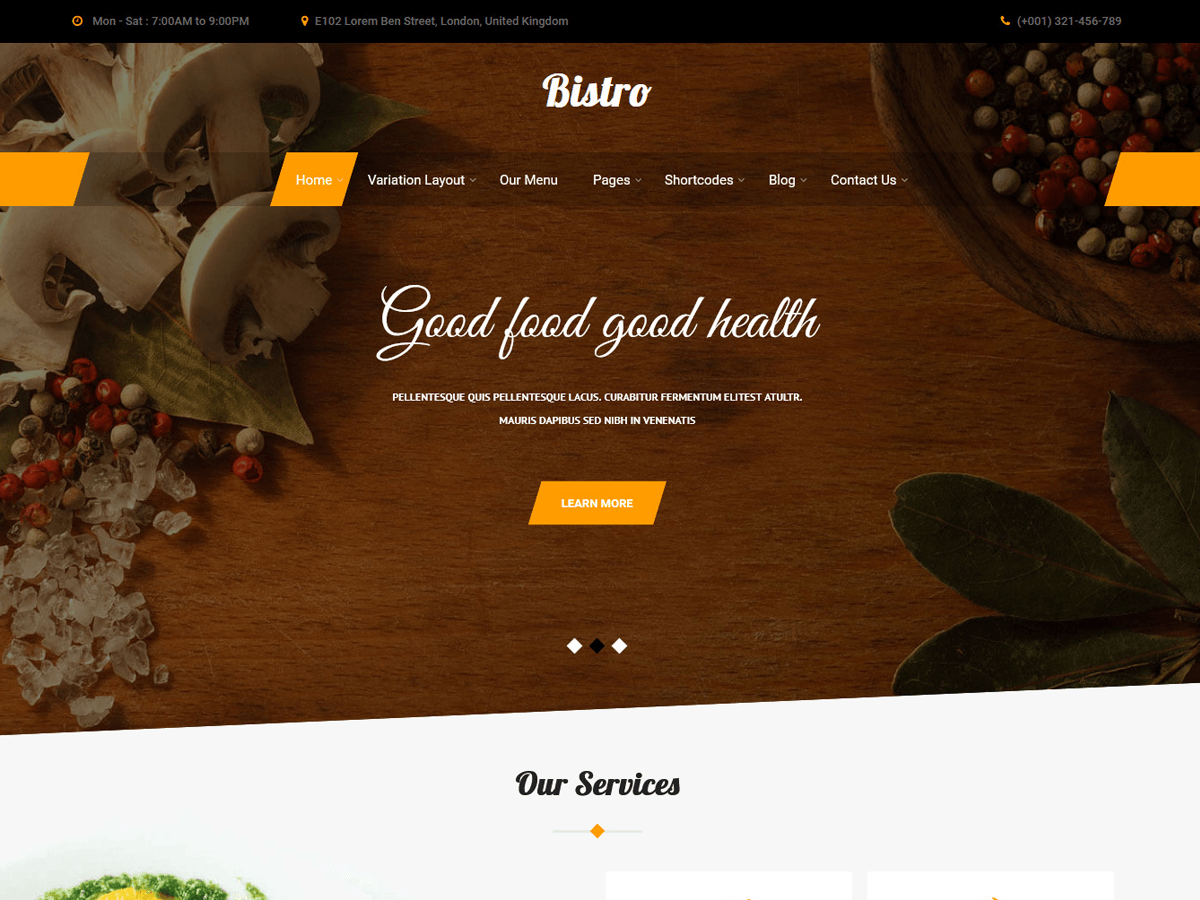 Mon - Sat : 7:00AM to 9:00PM
E102 Lorem Ben Street, London, United Kingdom
(+001) 321-456-789
Bistro
Home
Variation Layout
Our Menu
Pages
Shortcodes
Blog
Contact Us
Good food good health
PELLENTESQUE QUIS PELLENTESQUE LACUS. CURABITUR FERMENTUM ELITEST ATULTR.
MAURIS DAPIBUS SED NIBH IN VENENATIS
LEARN MORE
Our Services